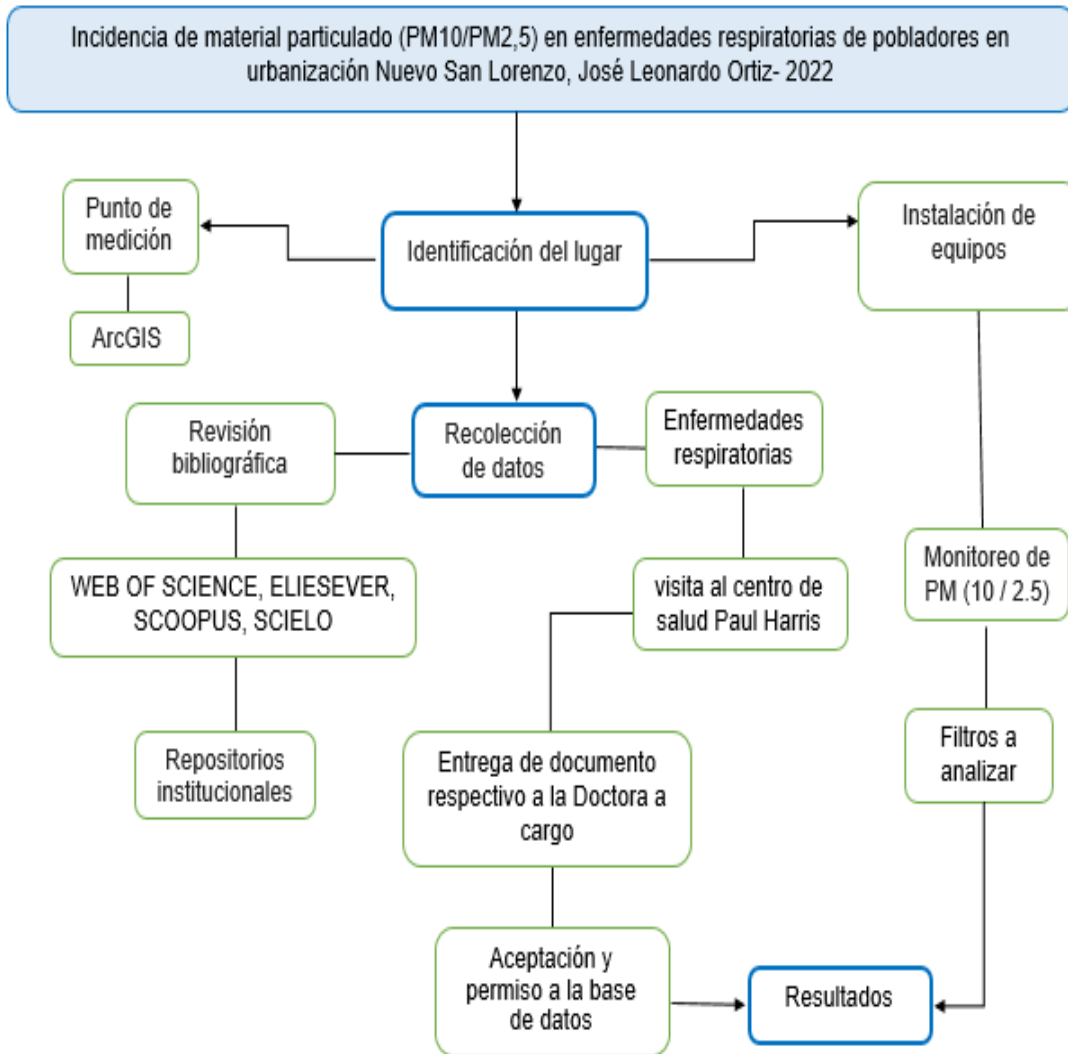 Incidencia de material particulado (PM10/PM2,5) en enfermedades respiratorias de pobladores en
urbanización Nuevo San Lorenzo, José Leonardo Ortiz- 2022
Punto de
medición
ArcGIS
Identificación del lugar
Instalación de
equipos
Revisión
bibliográfica
Recolección
de datos
Enfermedades
respiratorias
WEB OF SCIENCE, ELIESEVER,
SCOOPUS, SCIELO
visita al centro de
salud Paul Harris
Monitoreo de
PM (10 / 2.5)
Repositorios
institucionales
Entrega de documento
respectivo a la Doctora a
cargo
Filtros a
analizar
Aceptación y
permiso a la base
de datos
Resultados